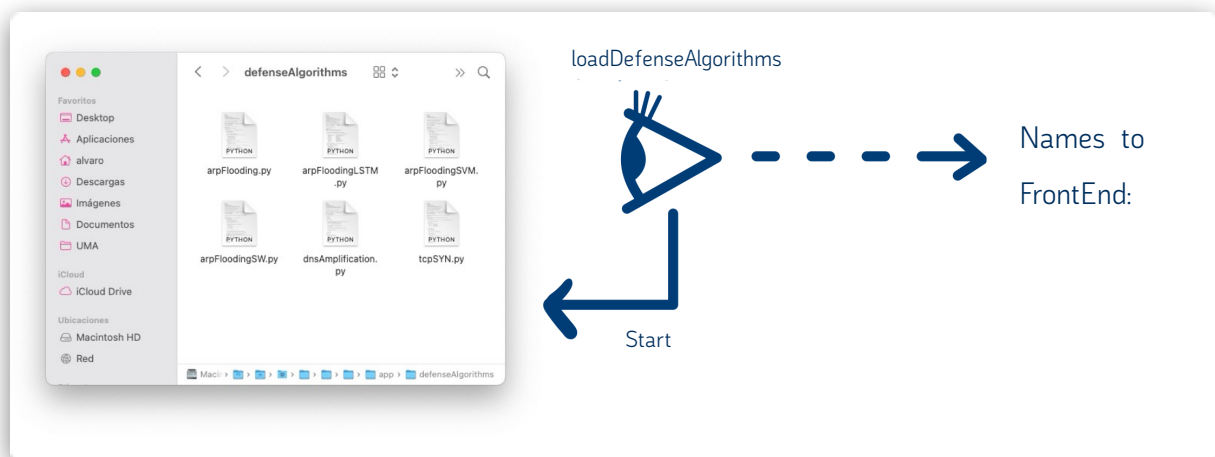 defenseAlgorithms
Favoritos
Desktop
Aplicaciones
alvaro
Descargas
Imágenes
Documentos
UMA
iCloud
iCloud Drive
Ubicaciones
Macintosh HD
Red
PYTHON
PYTHON
PYTHON
arpFlooding.py
arpFloodingLSTM
.py
arpFloodingSVM.
py
PYTHON
PYTHON
PYTHON
arpFloodingSW.py
dnsAmplification.
py
tcpSYN.py
app
defenseAlgorithms
loadDefenseAlgorithms
Start
Names to
FrontEnd: